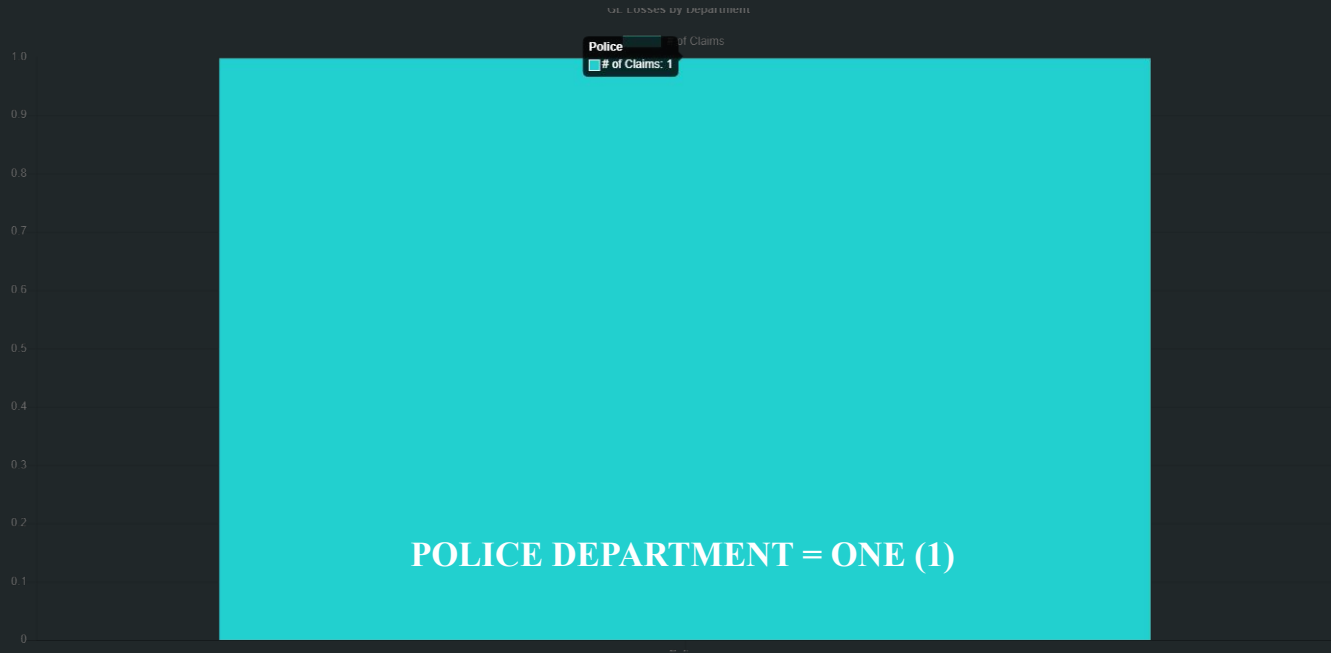 GL Losses by Department
of Claims
Police
# of Claims: 1
1.0
0.9
0.8
0.7
0.6
0.5
0.4
0.3
0.2
0.1
0
POLICE DEPARTMENT = ONE (1)